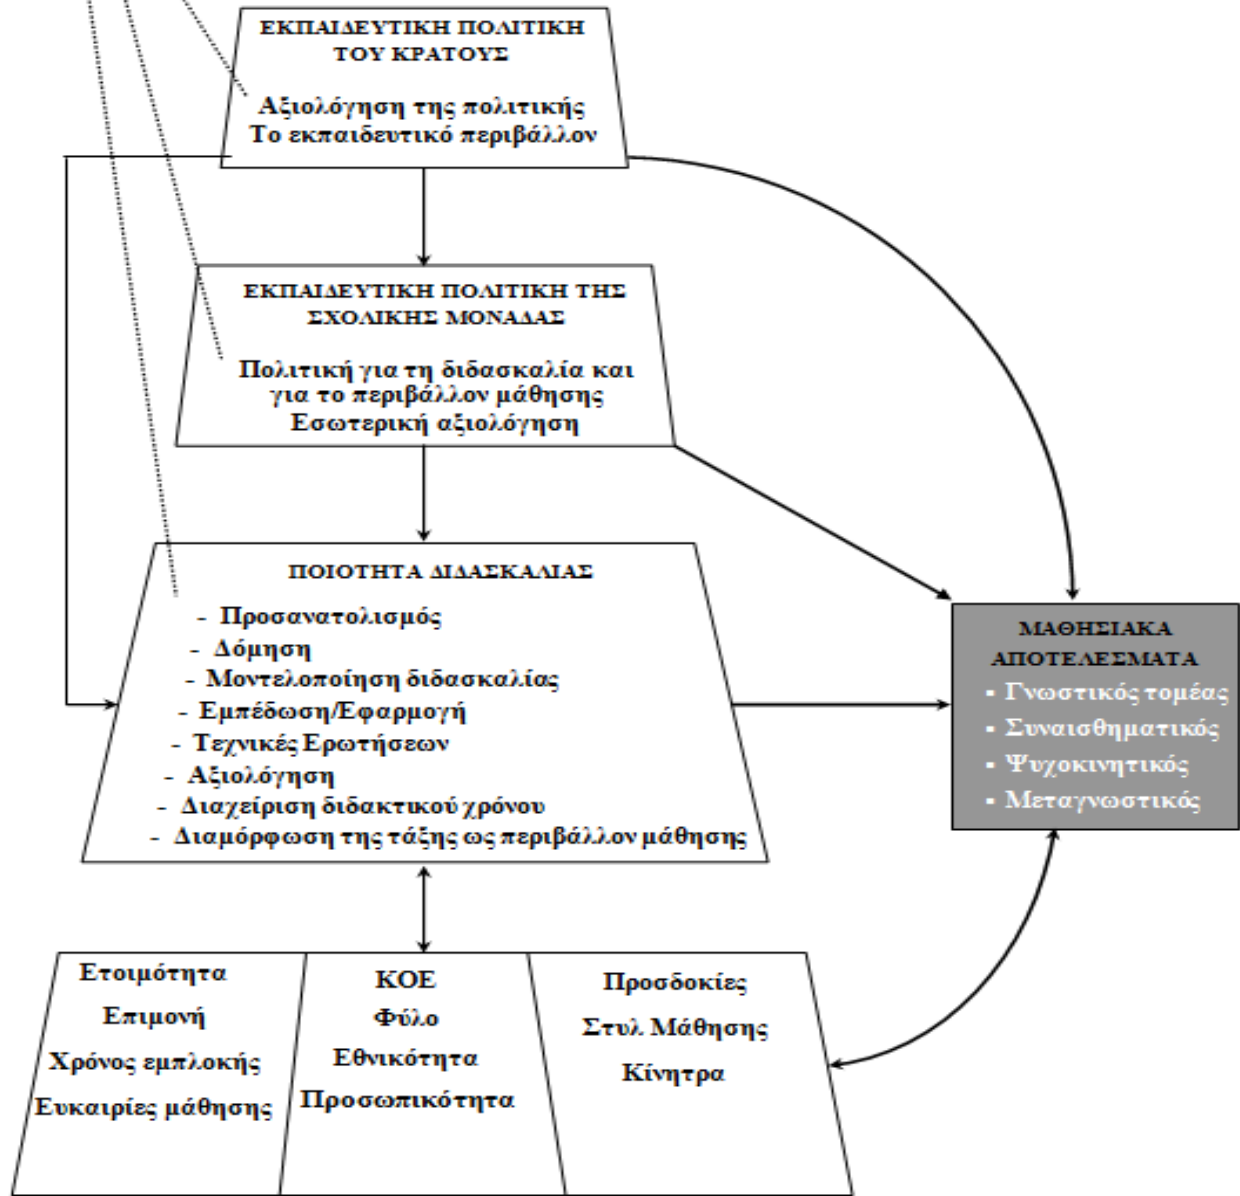 ΕΚΠΑΙΔΕΥΤΙΚΗ ΠΟΛΙΤΙΚΗ
ΤΟΥ ΚΡΑΤΟΥΣ
Αξιολόγηση της πολιτικής
Το εκπαιδευτικό περιβάλλον
ΕΚΠΑΙΔΕΥΤΙΚΗ ΠΟΛΙΤΙΚΗ ΤΗΣ
ΣΧΟΛΙΚΗΣ ΜΟΝΑΔΑΣ
Πολιτική για τη διδασκαλία και
για το περιβάλλον μάθησης
Εσωτερική αξιολόγηση
ΠΟΙΟΤΗΤΑ ΔΙΔΑΣΚΑΛΙΑΣ
- Προσανατολισμός
- Δόμηση
- Μοντελοποίηση διδασκαλίας
- Εμπέδωση/Εφαρμογή
- Τεχνικές Ερωτήσεων
- Αξιολόγηση
- Διαχείριση διδακτικού χρόνου
- Διαμόρφωση της τάξης ως περιβάλλον μάθησης
ΜΑΘΗΣΙΑΚΑ
ΑΠΟΤΕΛΕΣΜΑΤΑ
▪ Γνωστικός τομέας
▪ Συναισθηματικός
▪ Ψυχοκινητικός
▪ Μεταγνωστικός
Ετοιμότητα
Επιμονή
Χρόνος εμπλοκής
Ευκαιρίες μάθησης
ΚΟΕ
Φύλο
Εθνικότητα
Προσωπικότητα
Προσδοκίες
Στυλ Μάθησης
Κίνητρα